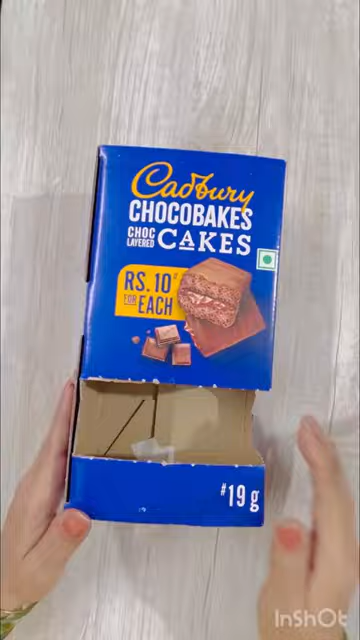 Cadbury
CHOCOBAKES
CHOC
LAYERED
CAKES
RS. 10#
FOR
EACH
#19 g
InShOt